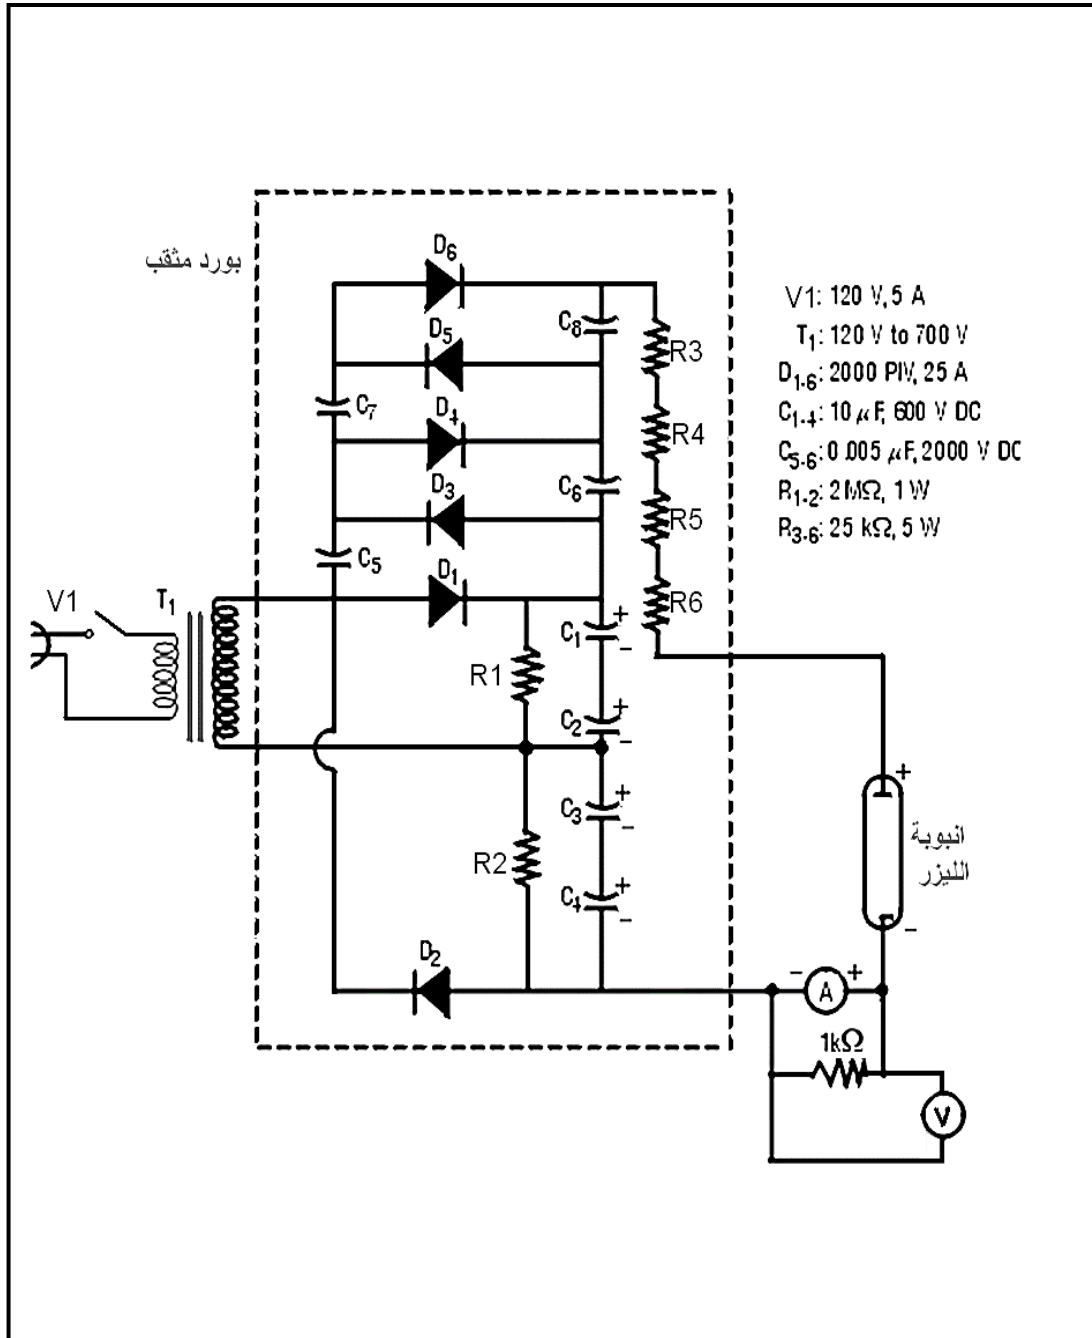 بورد مثقب
D6
C8
D5
R3
C7
D4
R4
C6
D3
R5
C5
D1
R6
V1
T1
C1
+
-
R1
C2
+
-
C3
+
-
R2
C4
+
-
D2
+
انبوبة
الليزر
-
- A +
1kΩ
V
V1: 120 V, 5 A
T1: 120 V to 700 V
D1-6: 2000 PIV, 25 A
C1-4: 10 μF, 600 V DC
C5-6: 0.005 μF, 2000 V DC
R1-2: 2 MΩ, 1 W
R3-6: 25 kΩ, 5 W